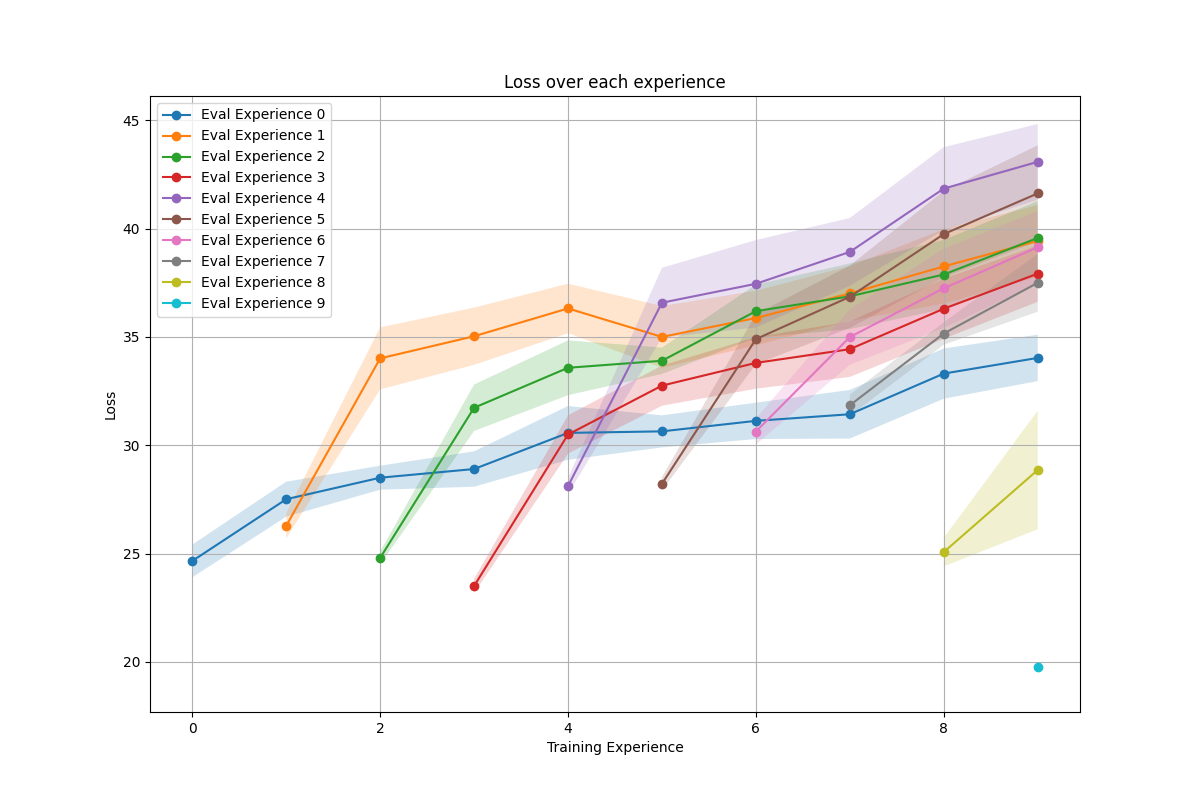 Loss over each experience
Eval Experience 0
Eval Experience 1
Eval Experience 2
Eval Experience 3
Eval Experience 4
Eval Experience 5
Eval Experience 6
Eval Experience 7
Eval Experience 8
Eval Experience 9
45
40
35
30
25
20
Loss
0 2 4 6 8
Training Experience